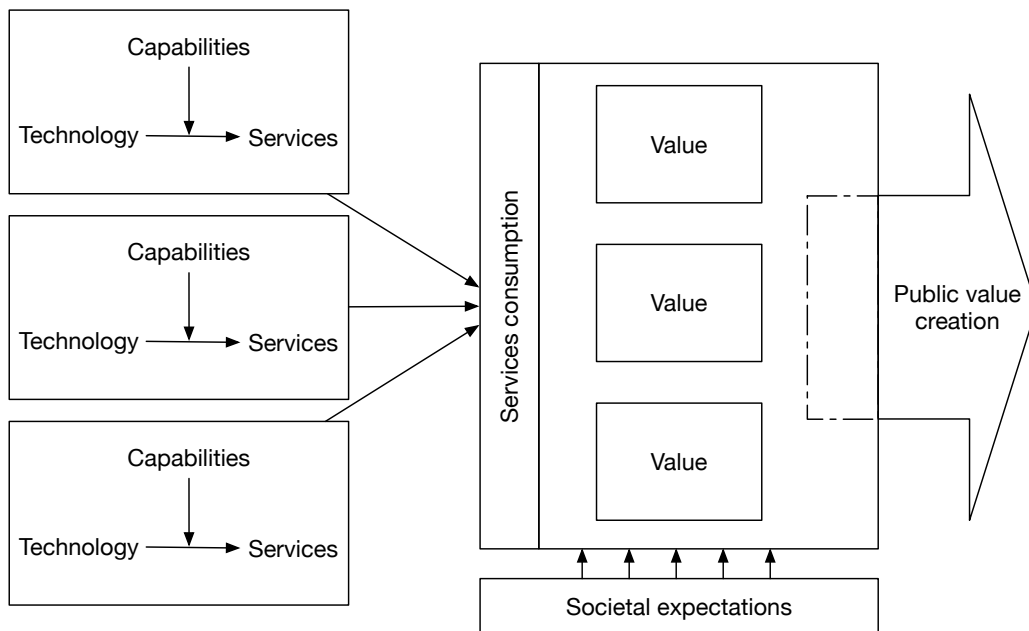 Capabilities
Technology
Services
Capabilities
Technology
Services
Capabilities
Technology
Services
Services consumption
Value
Value
Value
Public value
creation
Societal expectations